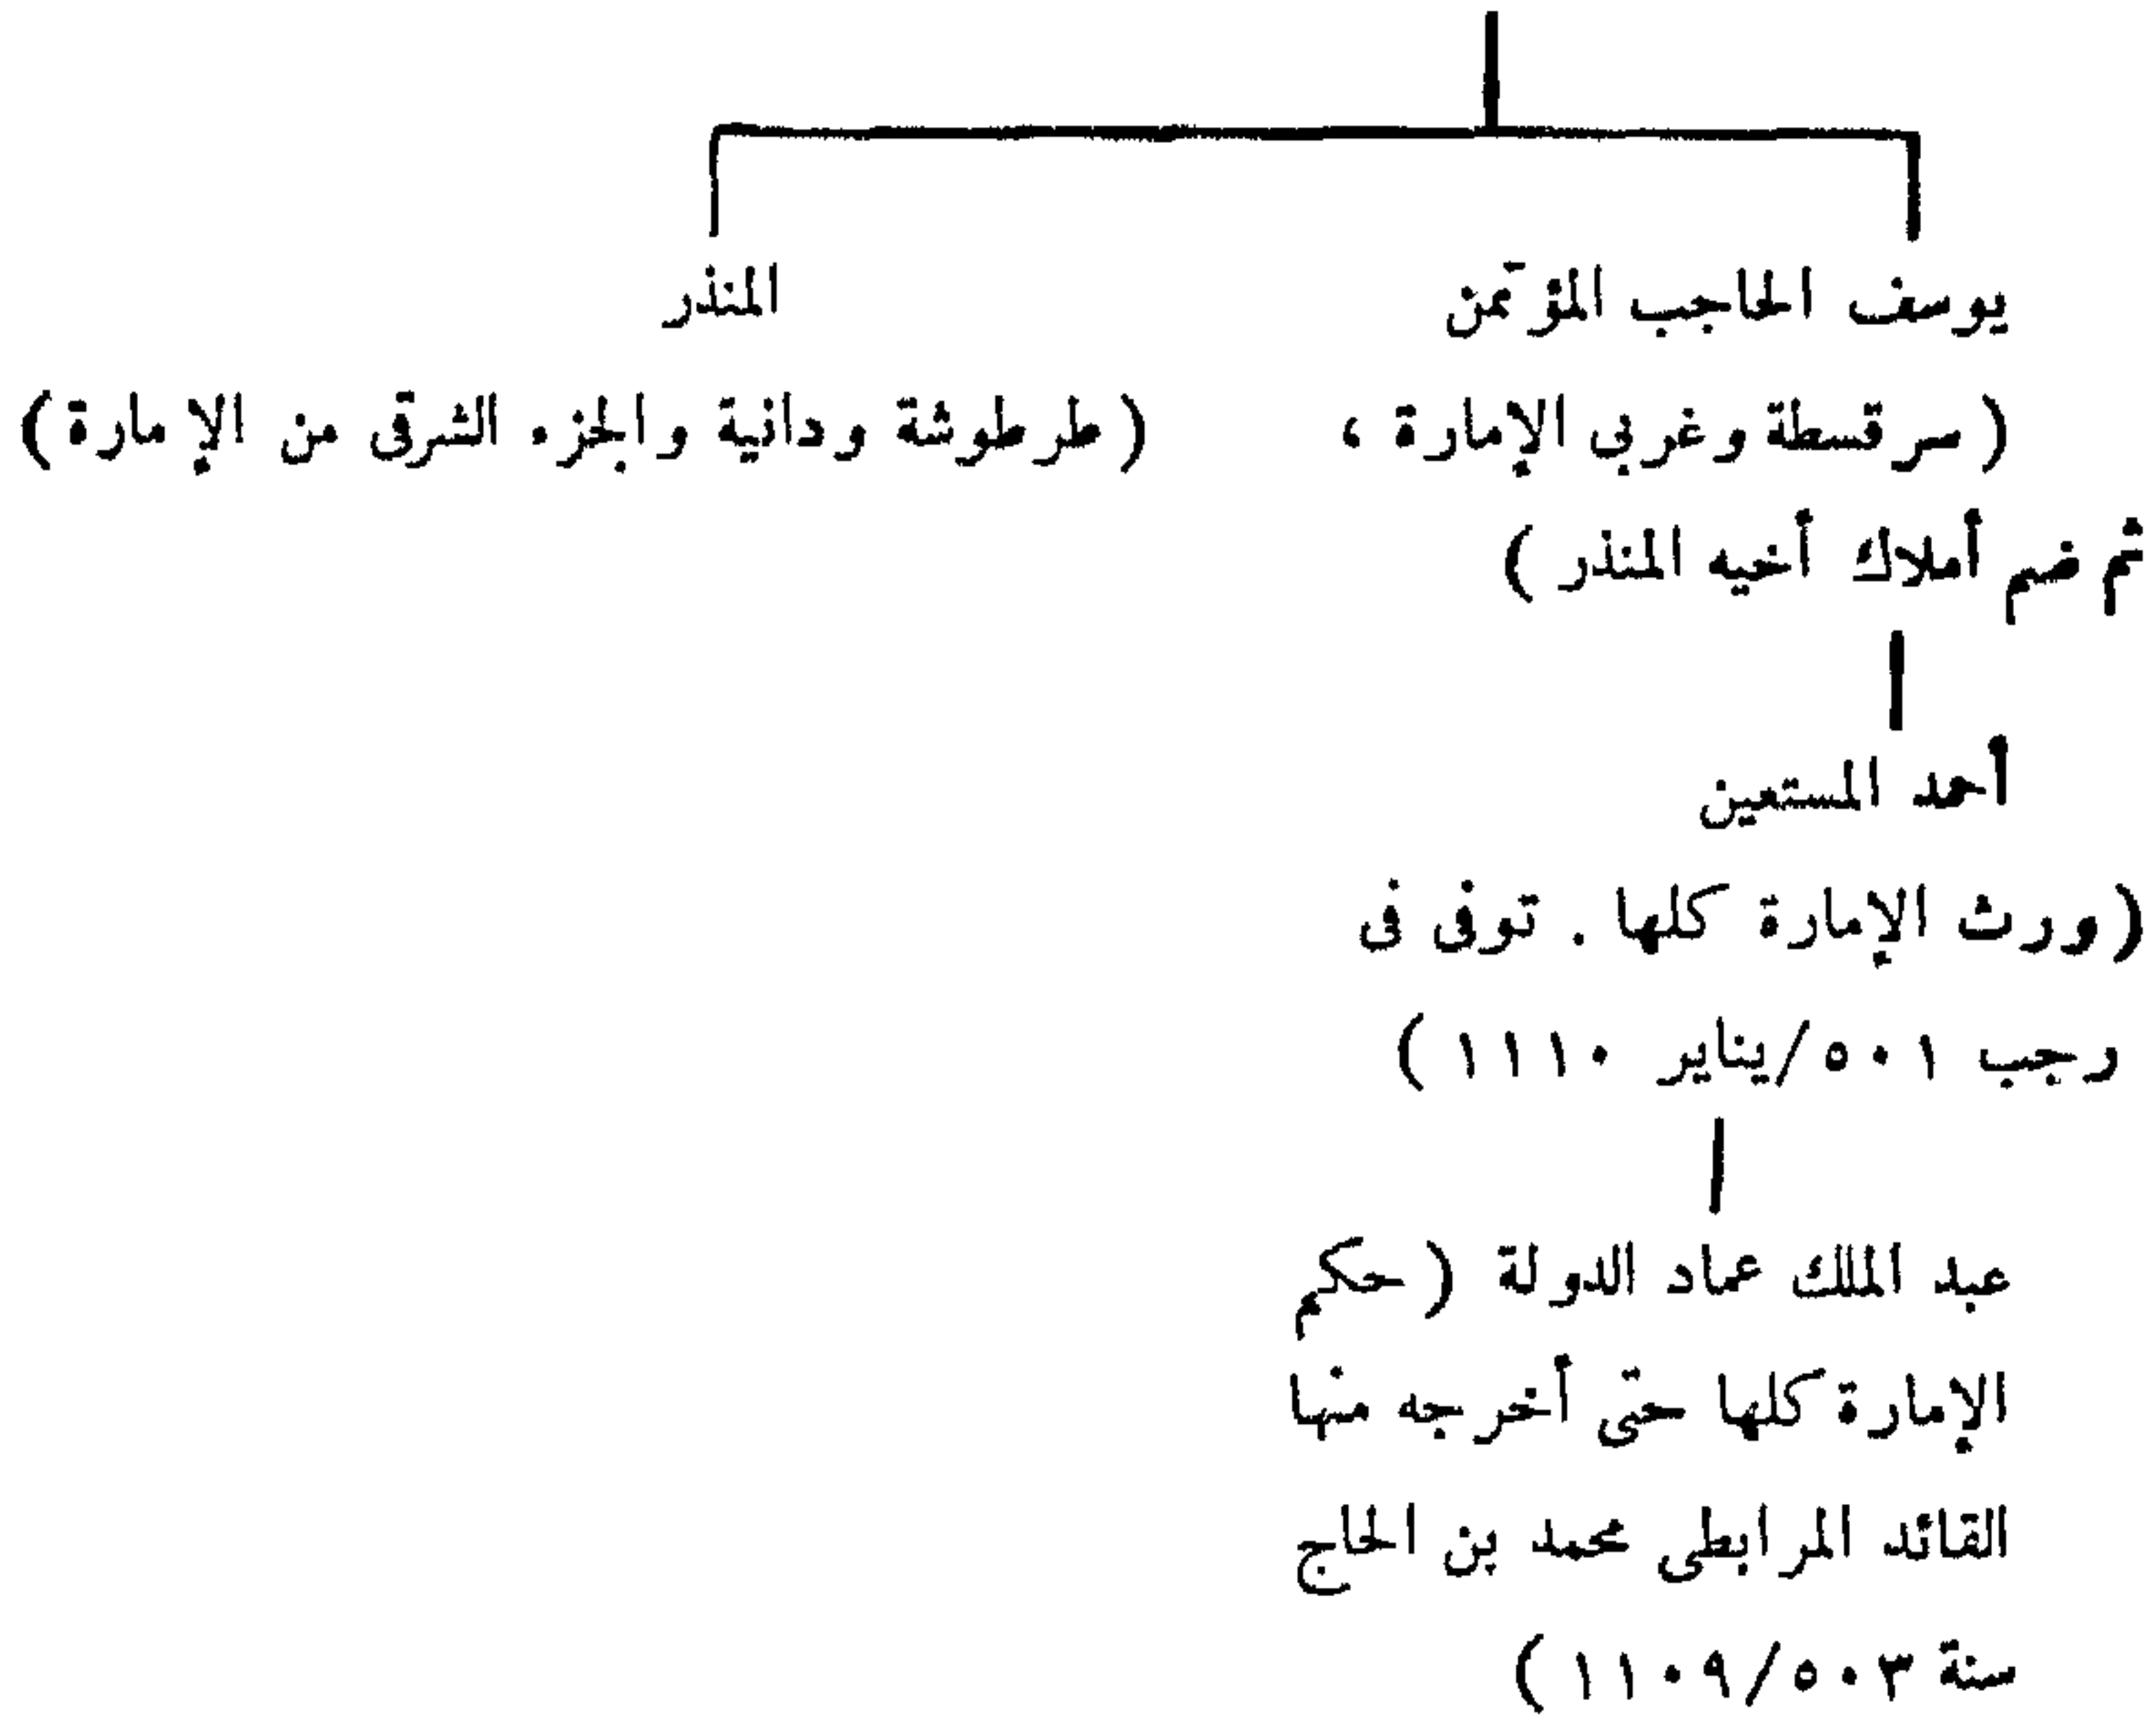 يوسف الحاجب المؤتمن
المنذر
(سرقسطة وغربى الإمارة ،
(طرطوشة ودانية والجزء الشرقى من الإمارة)
ثم ضم أملاك أخيه المنذر )
أحمد المستعين
(ورث الإمارة كلها . توفى فى
رجب ٥٠١/يناير ١١١٠ )
عبد الملك عماد الدولة (حكم
الإمارة كلها حتى أخرجه منها
القائد المرابطى محمد بن الحاج
سنة ٥٠٣/١١٠٩ )